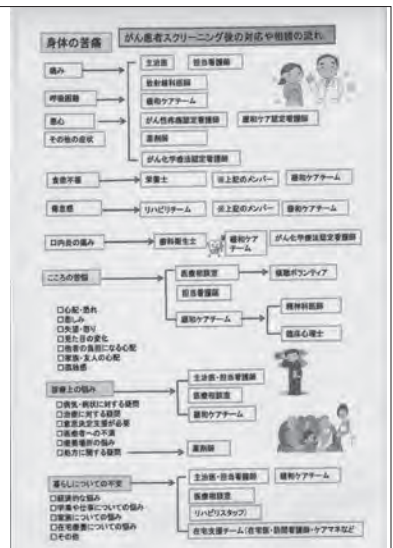 身体の苦痛
がん患者スクリーニング後の対応や相談の流れ
痛み
呼吸困難
悪心
その他の症状
主治医 担当看護師
放射線科医師
緩和ケアチーム
がん性疼痛認定看護師 緩和ケア認定看護師
薬剤師
がん化学療法認定看護師
食欲不振 栄養士 ※上記のメンバー 緩和ケアチーム
倦怠感 リハビリチーム ※上記のメンバー 緩和ケアチーム
口内炎の痛み 歯科衛生士 緩和ケアチーム がん化学療法認定看護師
こころの苦悩
医療相談室 傾聴ボランティア
担当看護師
緩和ケアチーム
精神科医師
臨床心理士
□心配・恐れ
□悲しみ
□失望・怒り
□見た目の変化
□他者の負担になる心配
□家族・友人の心配
□孤独感
診療上の悩み
主治医・担当看護師
医療相談室
緩和ケアチーム
薬剤師
□病気・病状に対する疑問
□治療に対する疑問
□意思決定支援が必要
□医療者への不満
□療養場所の悩み
□処方に関する疑問
暮らしについての不安
主治医・担当看護師 緩和ケアチーム
医療相談室
リハビリスタッフ)
在宅支援チーム(在宅医・訪問看護師・ケアマネなど
□経済的な悩み
□学業や仕事についての悩み
□家族についての悩み
□在宅療養についての悩み
□その他